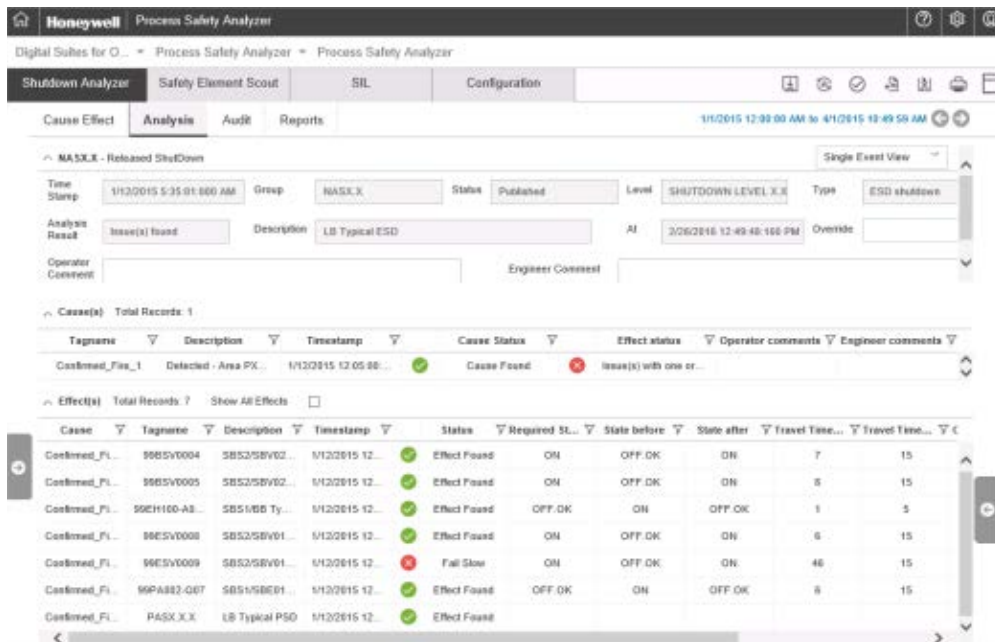 Honeywell Process Safety Analyzer
Digital Suites for O... Process Safety Analyzer Process Safety Analyzer
Shutdown Analyzer Safety Element Scout SIL Configuration
Cause Effect Analysis Audit Reports 1/1/2015 12:00:00 AM to 4/1/2015 10:49:59 AM
NASX.X - Released ShutDown Single Event View
Time Stamp 1/12/2015 5:35:01:000 AM Group NASX.X Status Published Level SHUTDOWN LEVEL X.X Type ESD shutdown
Analysis Result Issue(s) found Description LB Typical ESD At 2/26/2016 12:49:40:160 PM Override
Operator Comment Engineer Comment
Cause(s) Total Records: 1
Tagname Description Timestamp Cause Status Effect status Operator comments Engineer comments
Confirmed_Fire_1 Detected - Area PX... 1/12/2015 12:05:00:... Cause Found Issue(s) with one or...
Effect(s) Total Records: 7 Show All Effects
Cause Tagname Description Timestamp Status Required St... State before State after Travel Time... Travel Time... C
Confirmed_Fi... 99BSV0004 SBS2/SBV02... 1/12/2015 12... Effect Found ON OFF.OK ON 7 15
Confirmed_Fi... 99BSV0005 SBS2/SBV02... 1/12/2015 12... Effect Found ON OFF.OK ON 8 15
Confirmed_Fi... 99EH100-A0... SBS1/BB Ty... 1/12/2015 12... Effect Found OFF.OK ON OFF.OK 1 5
Confirmed_Fi... 99ESV0008 SBS2/SBV01... 1/12/2015 12... Effect Found ON OFF.OK ON 6 15
Confirmed_Fi... 99ESV0009 SBS2/SBV01... 1/12/2015 12... Fail Slow ON OFF.OK ON 46 15
Confirmed_Fi... 99PA002-Q07 SBS1/SBE01... 1/12/2015 12... Effect Found OFF.OK ON OFF.OK 6 15
Confirmed_Fi... PASX.X.X LB Typical PSD 1/12/2015 12... Effect Found